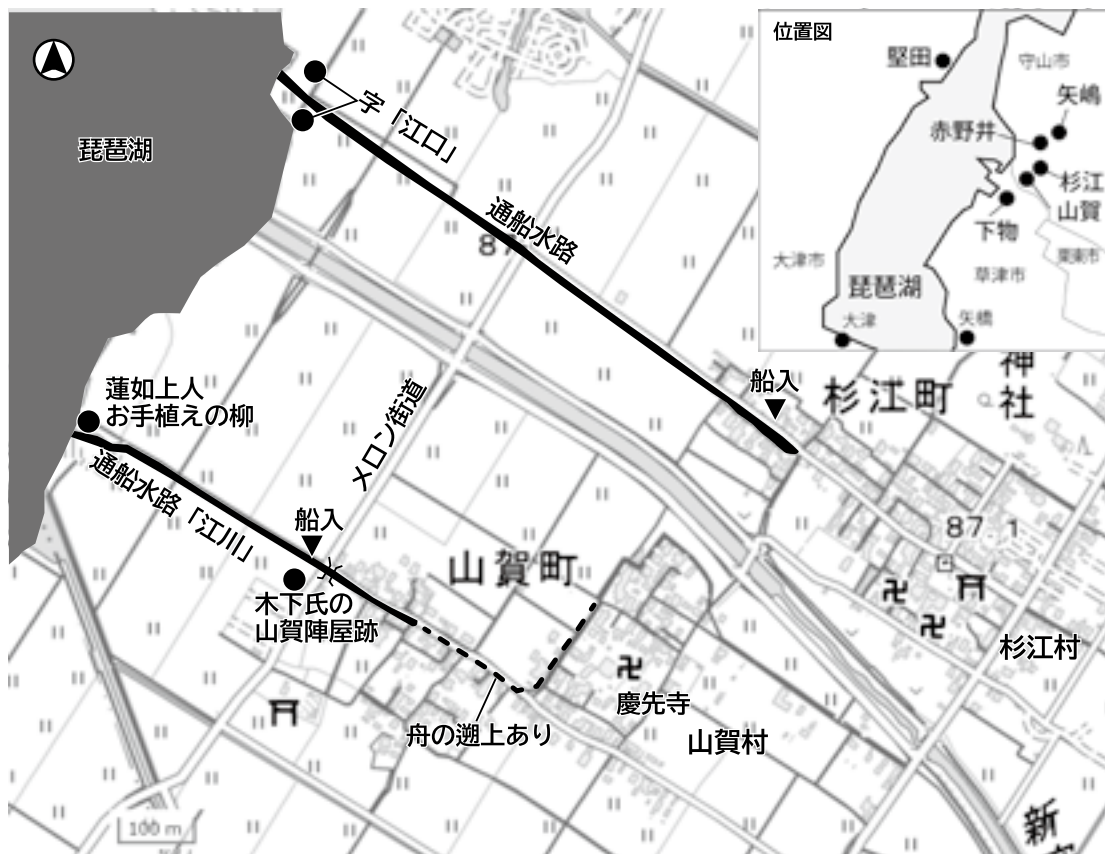 位置図
堅田
守山市
矢嶋
赤野井
杉江
山賀
下物
大津市
栗東市
草津市
琵琶湖
大津
矢橋
琵琶湖
字「江口」
通船水路
87
船入
杉江町
神社
蓮如上人
お手植えの柳
メロン街道
通船水路「江川」
船入
山賀町
87 1
木下氏の
山賀陣屋跡
杉江村
慶先寺
舟の遡上あり
山賀村
100 m
新